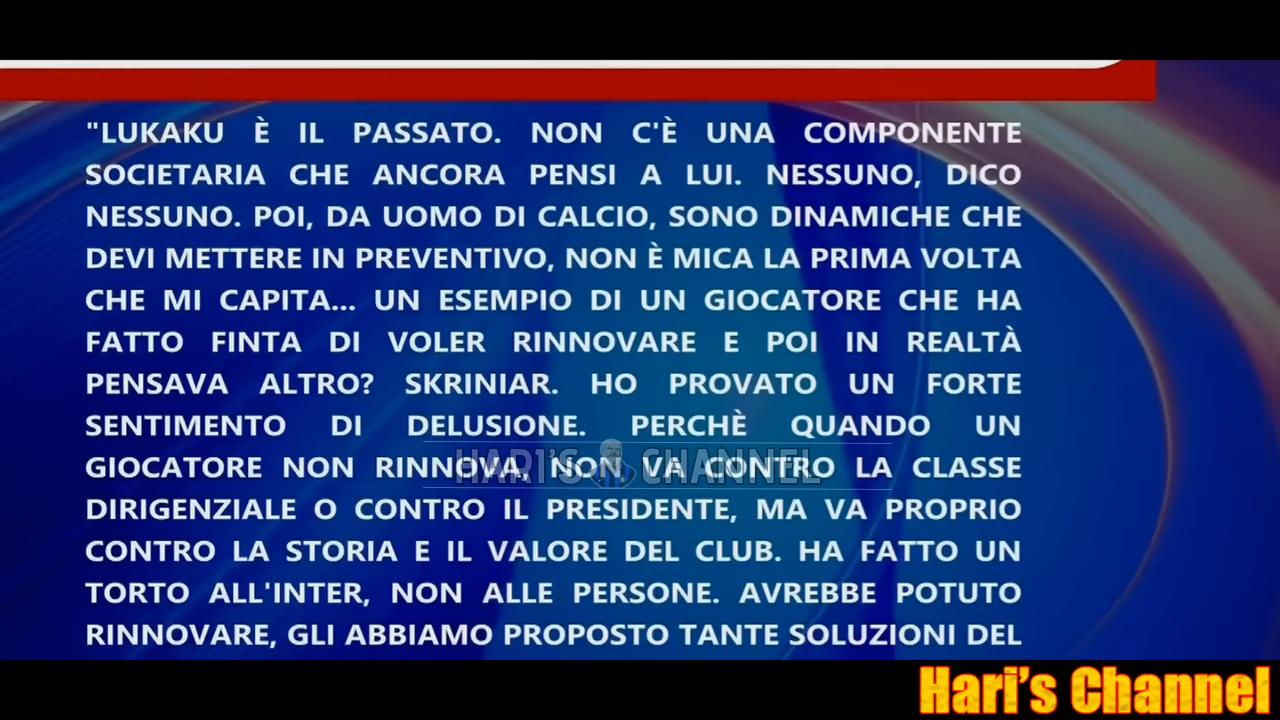 "LUKAKU È IL PASSATO. NON C'È UNA COMPONENTE
SOCIETARIA CHE ANCORA PENSI A LUI. NESSUNO, DICO
NESSUNO. POI, DA UOMO DI CALCIO, SONO DINAMICHE CHE
DEVI METTERE IN PREVENTIVO, NON È MICA LA PRIMA VOLTA
CHE MI CAPITA... UN ESEMPIO DI UN GIOCATORE CHE HA
FATTO FINTA DI VOLER RINNOVARE E POI IN REALTÀ
PENSAVA ALTRO? SKRINIAR. HO PROVATO UN FORTE
SENTIMENTO DI DELUSIONE. PERCHÈ QUANDO UN
GIOCATORE NON RINNOVA, NON VA CONTRO LA CLASSE
HARI'S CHANNEL
DIRIGENZIALE O CONTRO IL PRESIDENTE, MA VA PROPRIO
CONTRO LA STORIA E IL VALORE DEL CLUB. HA FATTO UN
TORTO ALL'INTER, NON ALLE PERSONE. AVREBBE POTUTO
RINNOVARE, GLI ABBIAMO PROPOSTO TANTE SOLUZIONI DEL
Hari's Channel